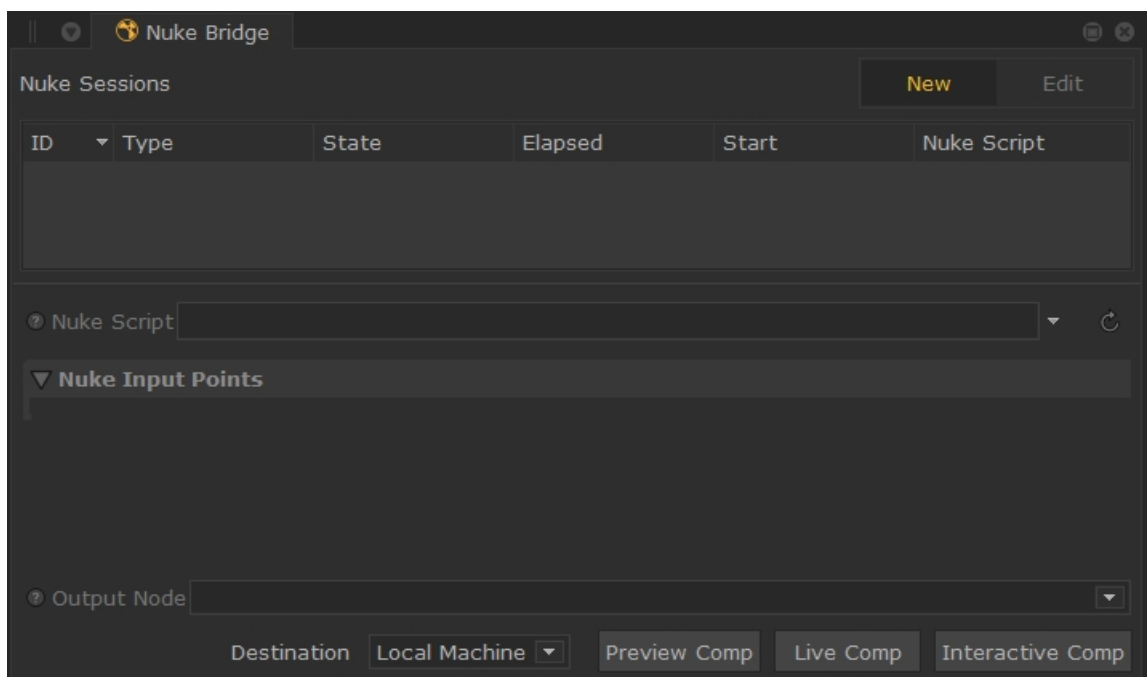 Nuke Bridge
Nuke Sessions New Edit
ID Type State Elapsed Start Nuke Script
Nuke Script
Nuke Input Points
Output Node
Destination Local Machine Preview Comp Live Comp Interactive Comp